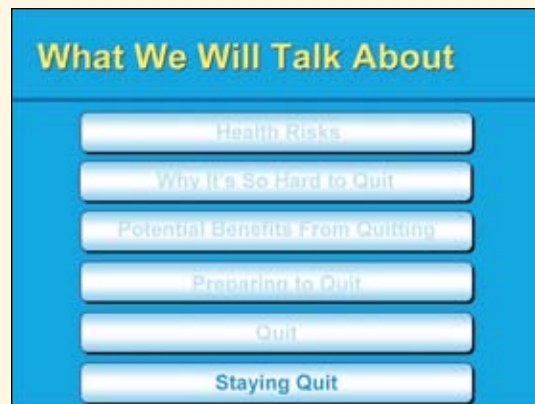 What We Will Talk About
Health Risks
Why It's So Hard to Quit
Potential Benefits From Quitting
Preparing to Quit
Quit
Staying Quit